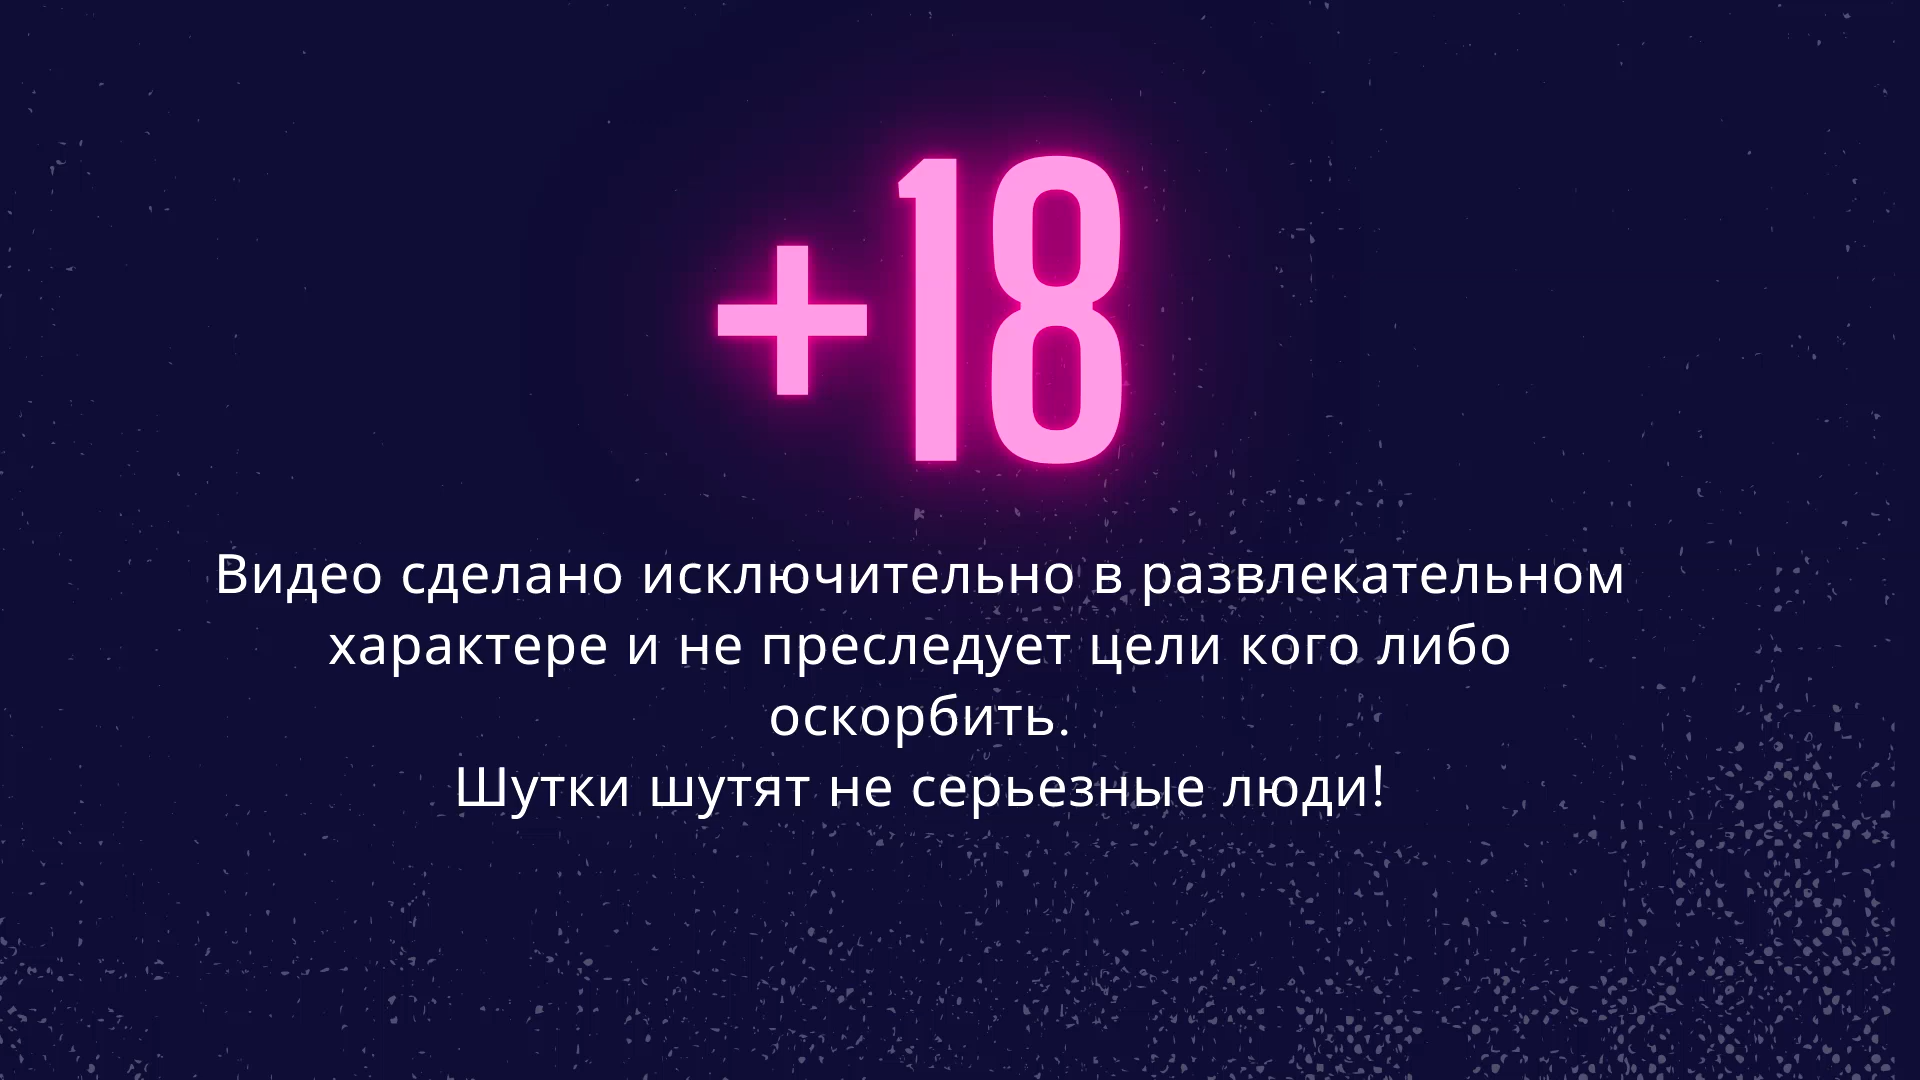 +18
Видео сделано исключительно в развлекательном
характере и не преследует цели кого либо
оскорбить.
Шутки шутят не серьезные люди!